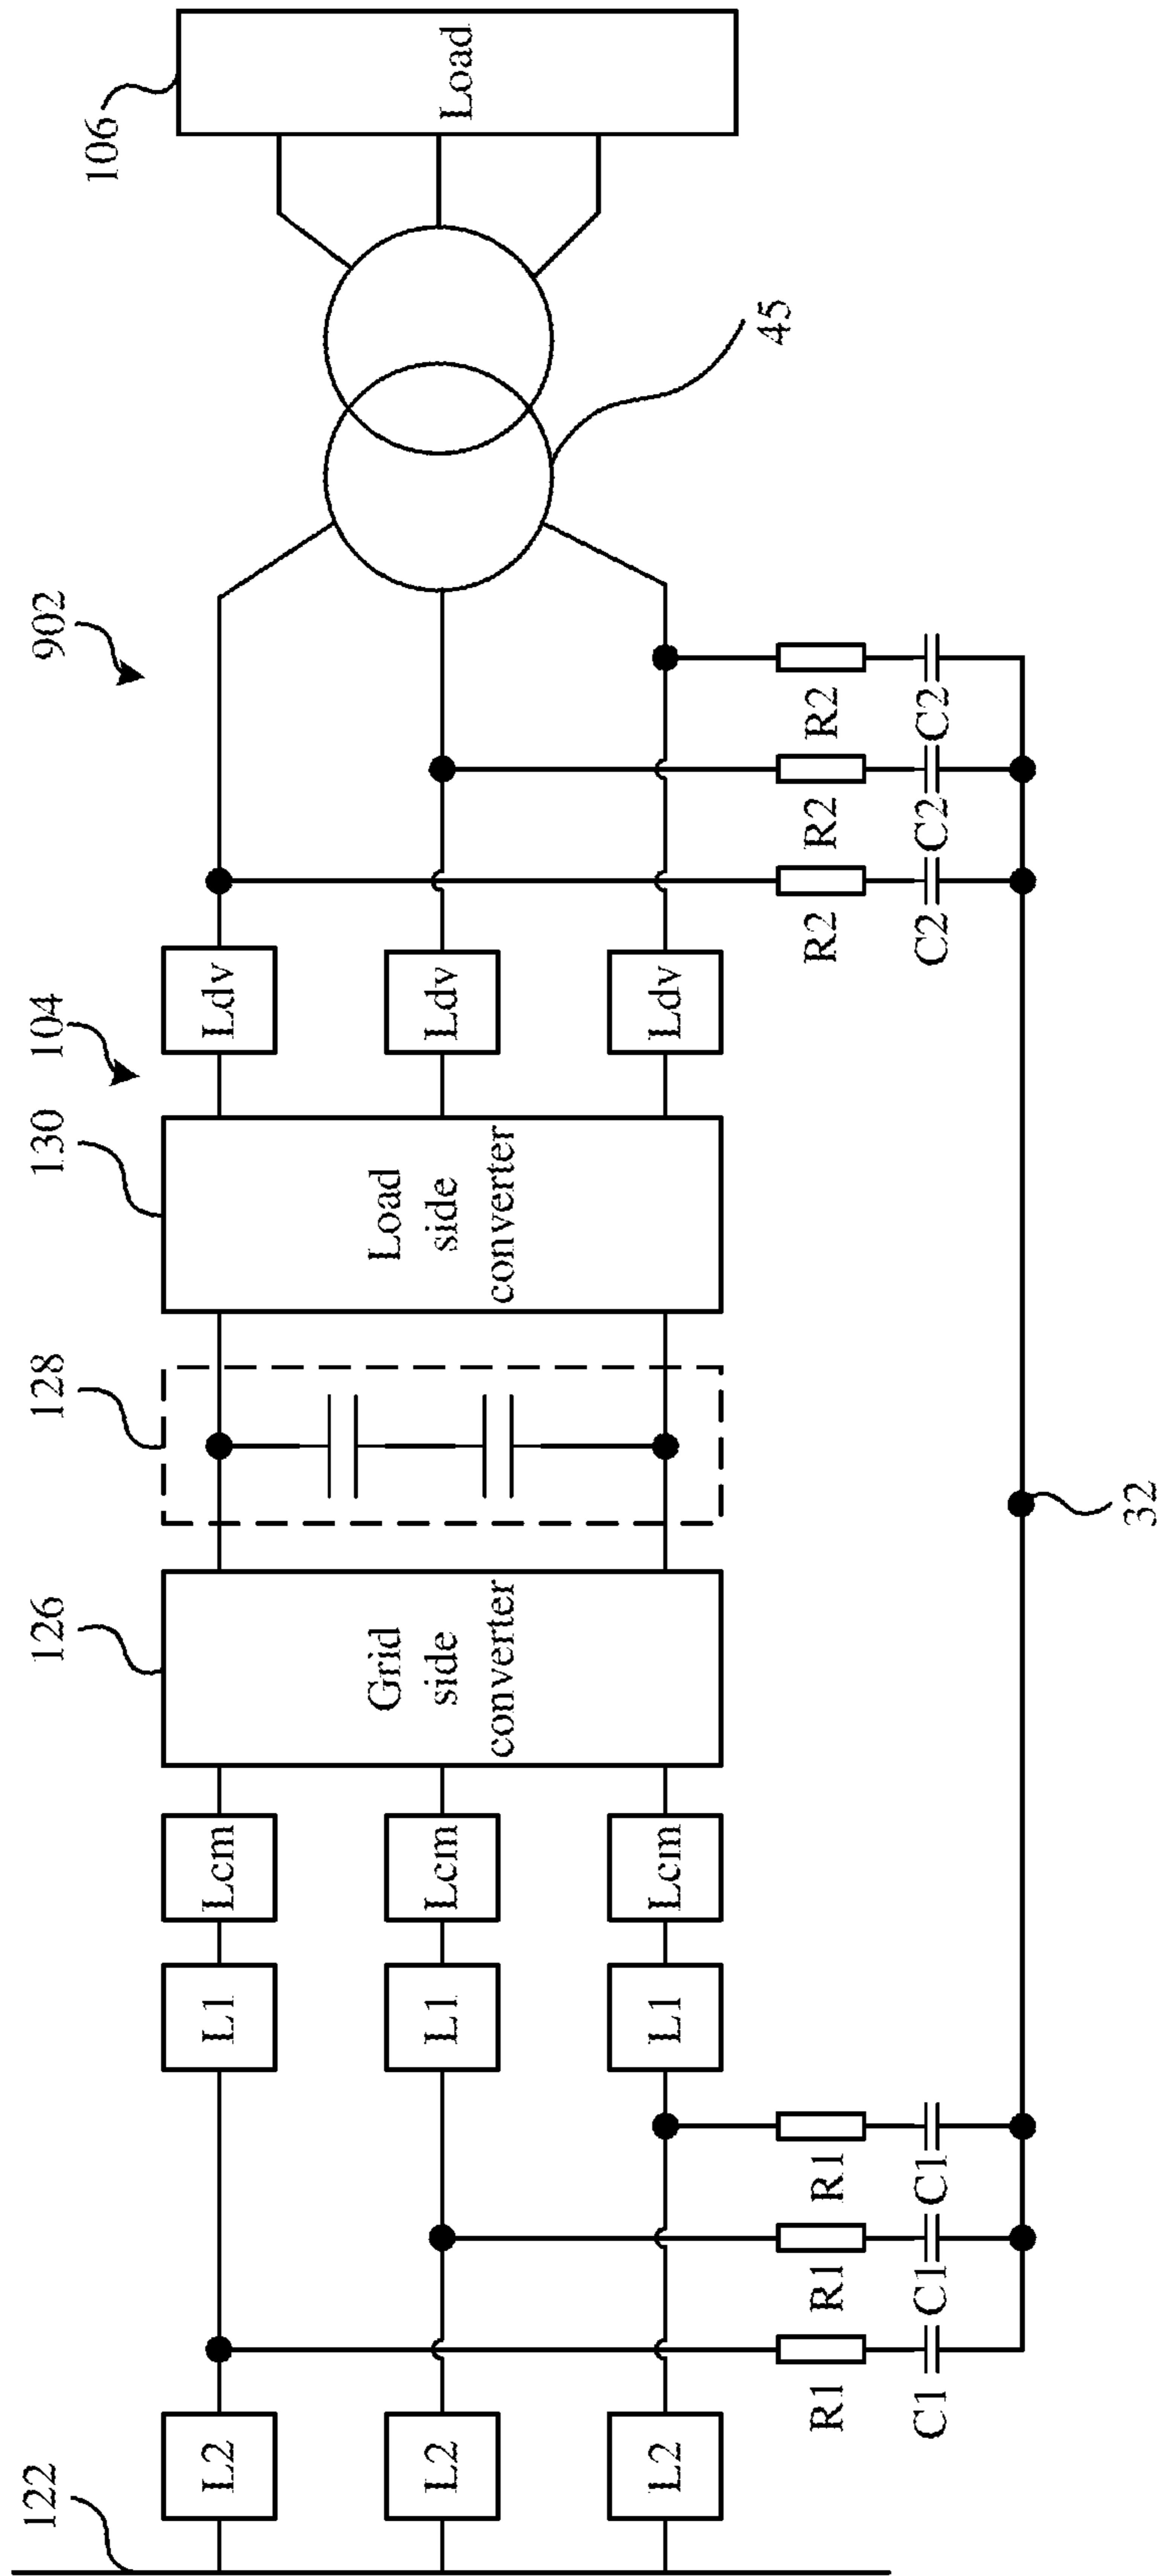 902
104
122
126
128
130
106
L2
L1
Lcm
Ldv
L2
L1
Lcm
Grid
side
converter
Load
side
converter
Ldv
Load
L2
L1
Lcm
Ldv
45
R1
R1
R1
R2
R2
R2
C1
C1
C1
C2
C2
C2
32